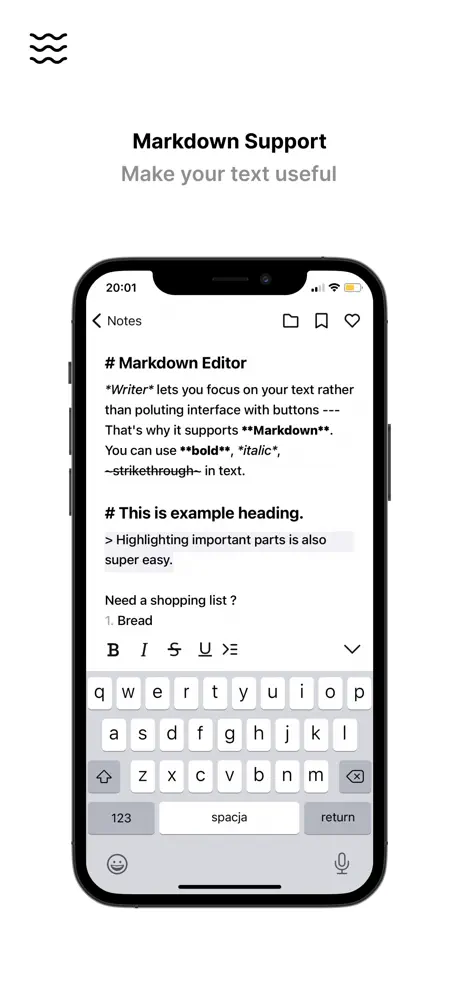 Markdown Support
Make your text useful
20:01
Notes
# Markdown Editor
*Writer* lets you focus on your text rather
than poluting interface with buttons ---
That's why it supports **Markdown**.
You can use **bold**, *italic*,
~strikethrough~ in text.
# This is example heading.
> Highlighting important parts is also
super easy.
Need a shopping list ?
1. Bread
B I S U
q w e r t y u i o p
a s d f g h j k l
z x c v b n m
123 spacja return